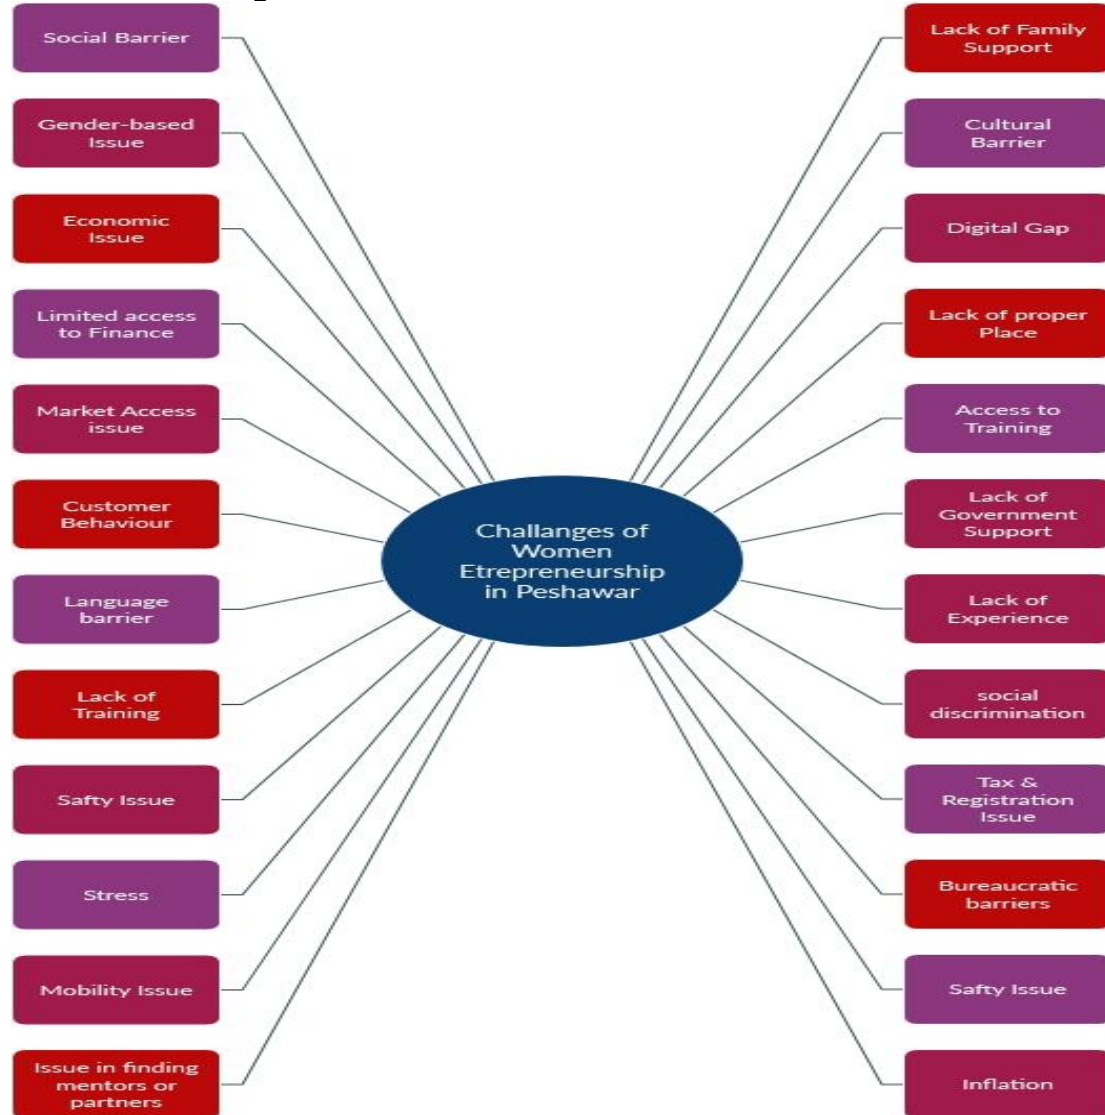 Social Barrier
Gender-based
Issue
Economic
Issue
Limited access
to Finance
Market Access
issue
Customer
Behaviour
Language
barrier
Lack of
Training
Safty Issue
Stress
Mobility Issue
Issue in finding
mentors or
partners
Challanges of
Women
Etrepreneurship
in Peshawar
Lack of Family
Support
Cultural
Barrier
Digital Gap
Lack of proper
Place
Access to
Training
Lack of
Government
Support
Lack of
Experience
social
discrimination
Tax &
Registration
Issue
Bureaucratic
barriers
Safty Issue
Inflation